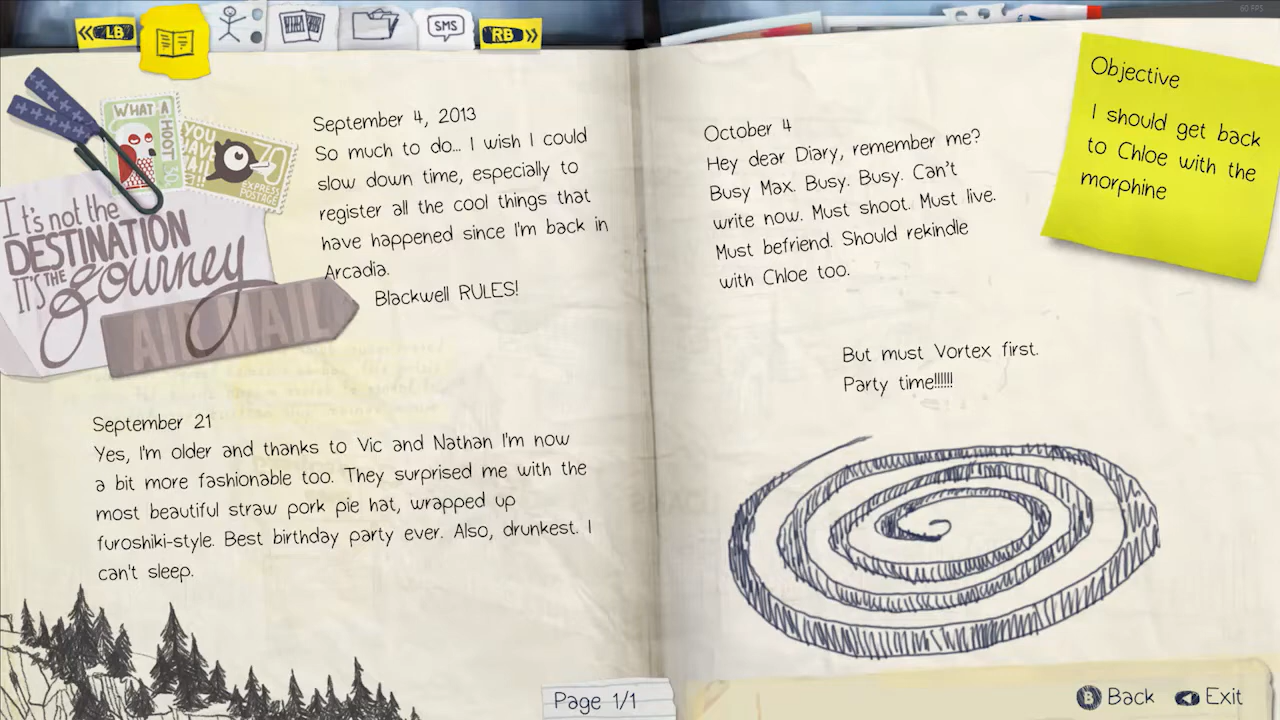 LB
SMS
RB
60 FPS
WHAT A
HOOT
50
YOU
HAVE
EXPRESS
POSTAGE
It's not the
DESTINATION
IT'S THE
journey
AIR MAIL
September 4, 2013
So much to do... I wish I could
slow down time, especially to
register all the cool things that
have happened since I'm back in
Arcadia.
Blackwell RULES!
September 21
Yes, I'm older and thanks to Vic and Nathan I'm now
a bit more fashionable too. They surprised me with the
most beautiful straw pork pie hat, wrapped up
furoshiki-style. Best birthday party ever. Also, drunkest. I
can't sleep.
October 4
Hey dear Diary, remember me?
Busy Max. Busy. Busy. Can't
write now. Must shoot. Must live.
Must befriend. Should rekindle
with Chloe too.
But must Vortex first.
Party time!!!!!!
Objective
I should get back
to Chloe with the
morphine
Page 1/1
B Back
Exit